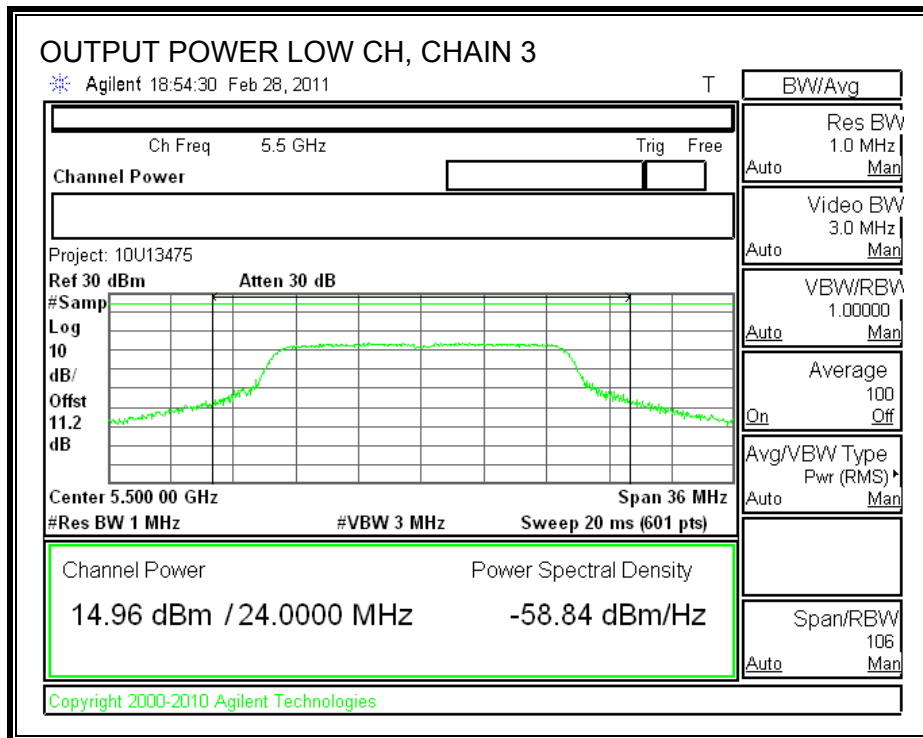 OUTPUT POWER LOW CH, CHAIN 3
Agilent 18:54:30 Feb 28, 2011 T
BW/Avg
Ch Freq 5.5 GHz Trig Free
Channel Power
Res BW
1.0 MHz
Auto Man
Video BW
3.0 MHz
Auto Man
Project: 10U13475
Ref 30 dBm Atten 30 dB
#Samp
Log
10
dB/
Offst
11.2
dB
VBW/RBW
1.00000
Auto Man
Average
100
On Off
Avg/VBW Type
Pwr (RMS)
Auto Man
Center 5.500 00 GHz Span 36 MHz
#Res BW 1 MHz #VBW 3 MHz Sweep 20 ms (601 pts)
Channel Power Power Spectral Density
14.96 dBm / 24.0000 MHz -58.84 dBm/Hz
Span/RBW
106
Auto Man
Copyright 2000-2010 Agilent Technologies